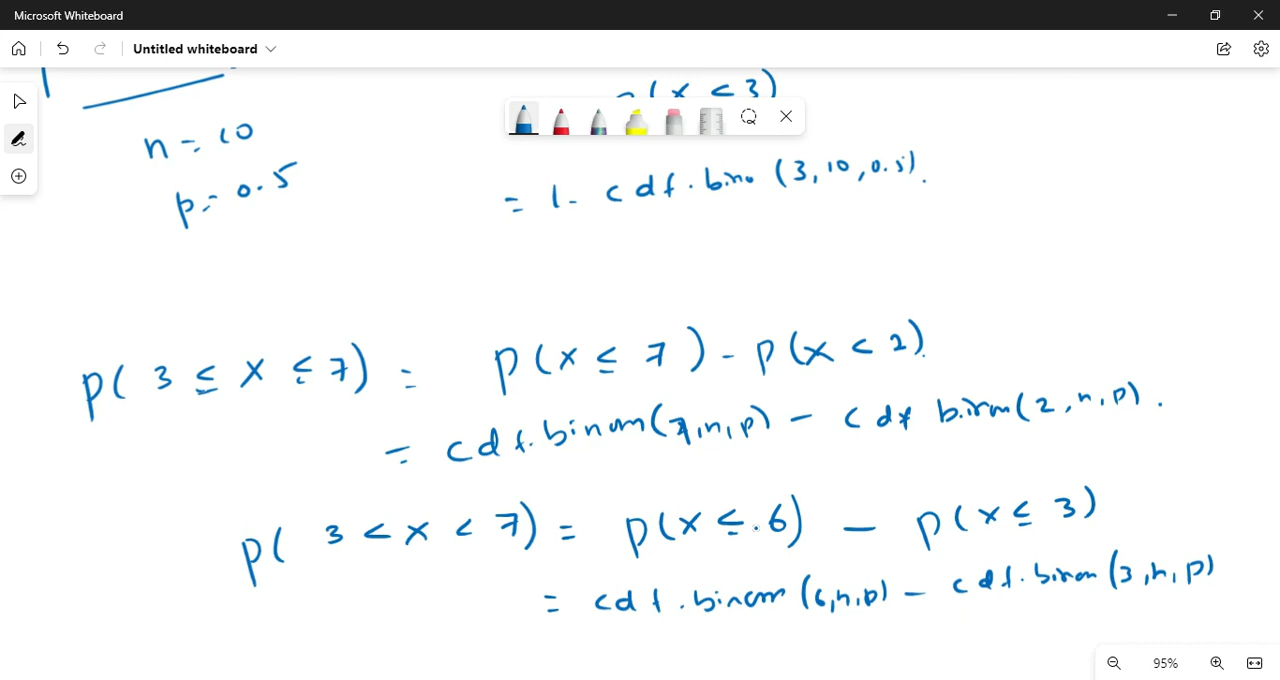 Microsoft Whiteboard
Untitled whiteboard
(x < 3)
n = 10
p = 0.5
= 1 - cdf.bino (3, 10, 0.5).
p( 3 ≤ x ≤ 7) = p(x ≤ 7) - p(x < 2).
= cdf.binom(7,n,p) - cdf binom(2,n,p).
p( 3 < x < 7) = p(x ≤ 6) - p(x ≤ 3)
= cdf.binom(6,n,p) - cdf.binom(3,n,p)
95%